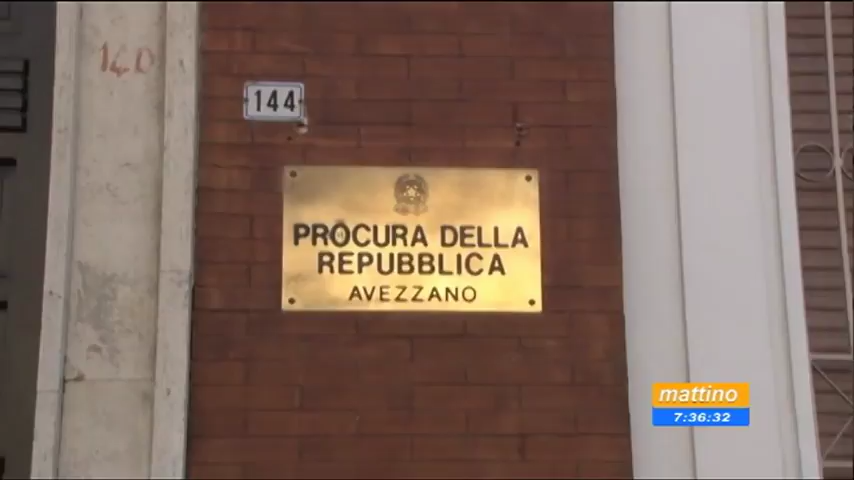 140
144
PROCURA DELLA
REPUBBLICA
AVEZZANO
mattino
7:36:32